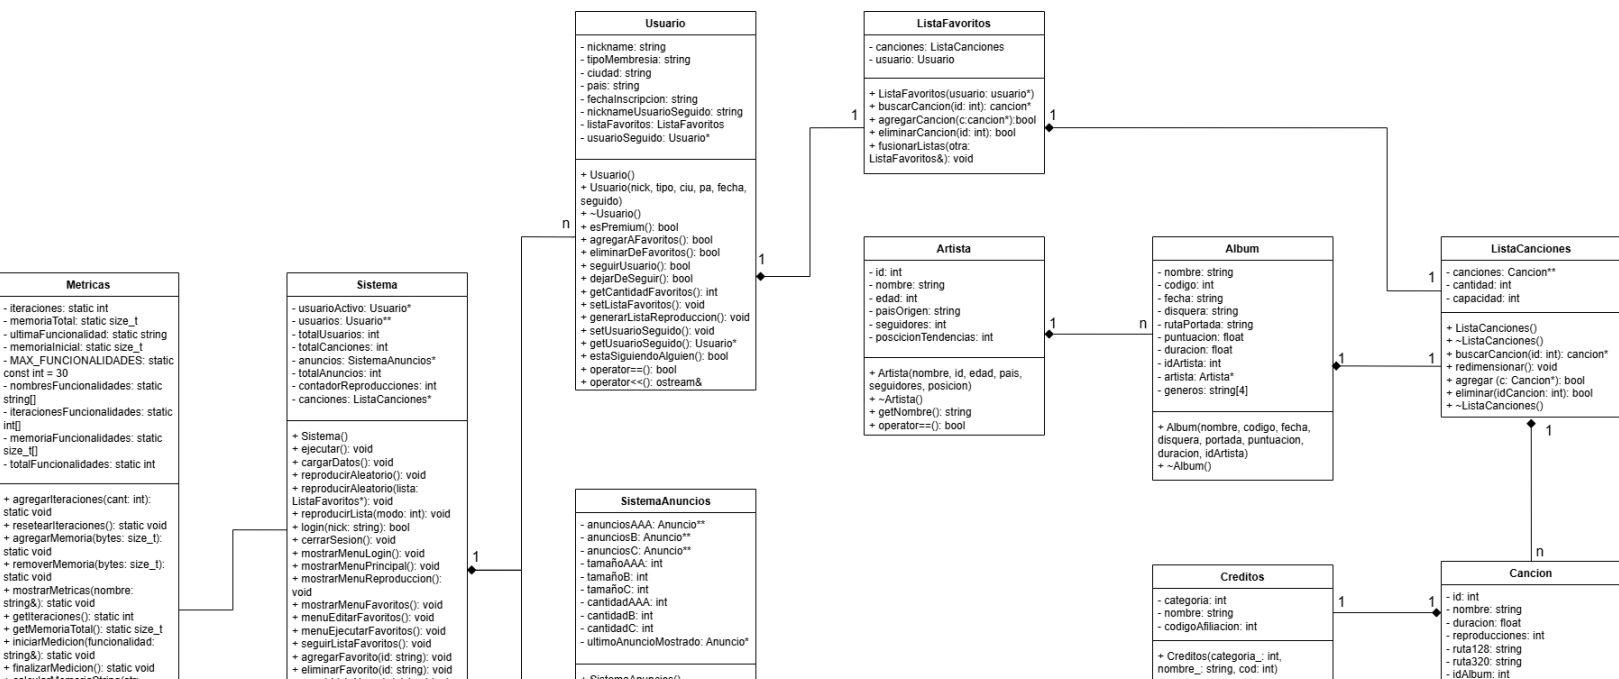 Usuario
- nickname: string
- tipoMembresia: string
- ciudad: string
- pais: string
- fechaInscripcion: string
- nicknameUsuarioSeguido: string
- listaFavoritos: ListaFavoritos
- usuarioSeguido: Usuario*
+ Usuario()
+ Usuario(nick, tipo, ciu, pa, fecha,
seguido)
+ ~Usuario()
+ esPremium(): bool
+ agregarAFavoritos(): bool
+ eliminarDeFavoritos(): bool
+ seguirUsuario(): bool
+ dejarDeSeguir(): bool
+ getCantidadFavoritos(): int
+ setListaFavoritos(): void
+ generarListaReproduccion(): void
+ setUsuarioSeguido(): void
+ getUsuarioSeguido(): Usuario*
+ estaSiguiendoAlguien(): bool
+ operator==(): bool
+ operator<<(): ostream&
n
1
1
ListaFavoritos
- canciones: ListaCanciones
- usuario: Usuario
+ ListaFavoritos(usuario: usuario*)
+ buscarCancion(id: int): cancion*
+ agregarCancion(c:cancion*):bool
+ eliminarCancion(id: int): bool
+ fusionarListas(otra:
ListaFavoritos&): void
1
1
Metricas
- iteraciones: static int
- memoriaTotal: static size_t
- ultimaFuncionalidad: static string
- memoriaInicial: static size_t
- MAX_FUNCIONALIDADES: static
const int = 30
- nombresFuncionalidades: static
string[]
- iteracionesFuncionalidades: static
int[]
- memoriaFuncionalidades: static
size_t[]
- totalFuncionalidades: static int
+ agregarIteraciones(cant: int):
static void
+ resetearIteraciones(): static void
+ agregarMemoria(bytes: size_t):
static void
+ removerMemoria(bytes: size_t):
static void
+ mostrarMetricas(nombre:
string&): static void
+ getIteraciones(): static int
+ getMemoriaTotal(): static size_t
+ iniciarMedicion(funcionalidad:
string&): static void
+ finalizarMedicion(): static void
Sistema
- usuarioActivo: Usuario*
- usuarios: Usuario**
- totalUsuarios: int
- totalCanciones: int
- anuncios: SistemaAnuncios*
- totalAnuncios: int
- contadorReproducciones: int
- canciones: ListaCanciones*
+ Sistema()
+ ejecutar(): void
+ cargarDatos(): void
+ reproducirAleatorio(): void
+ reproducirAleatorio(lista:
ListaFavoritos*): void
+ reproducirLista(modo: int): void
+ login(nick: string): bool
+ cerrarSesion(): void
+ mostrarMenuLogin(): void
+ mostrarMenuPrincipal(): void
+ mostrarMenuReproduccion():
void
+ mostrarMenuFavoritos(): void
+ menuEditarFavoritos(): void
+ menuEjecutarFavoritos(): void
+ seguirListaFavoritos(): void
+ agregarFavorito(id: string): void
+ eliminarFavorito(id: string): void
1
SistemaAnuncios
- anunciosAAA: Anuncio**
- anunciosB: Anuncio**
- anunciosC: Anuncio**
- tamañoAAA: int
- tamañoB: int
- tamañoC: int
- cantidadAAA: int
- cantidadB: int
- cantidadC: int
- ultimoAnuncioMostrado: Anuncio*
+ SistemaAnuncios()
Artista
- id: int
- nombre: string
- edad: int
- paisOrigen: string
- seguidores: int
- poscicionTendencias: int
+ Artista(nombre, id, edad, pais,
seguidores, posicion)
+ ~Artista()
+ getNombre(): string
+ operator==(): bool
1
n
Album
- nombre: string
- codigo: int
- fecha: string
- disquera: string
- rutaPortada: string
- puntuacion: float
- duracion: float
- idArtista: int
- artista: Artista*
- generos: string[4]
+ Album(nombre, codigo, fecha,
disquera, portada, puntuacion,
duracion, idArtista)
+ ~Album()
1
1
ListaCanciones
- canciones: Cancion**
- cantidad: int
- capacidad: int
+ ListaCanciones()
+ ~ListaCanciones()
+ buscarCancion(id: int): cancion*
+ redimensionar(): void
+ agregar (c: Cancion*): bool
+ eliminar(idCancion: int): bool
+ ~ListaCanciones()
1
n
Creditos
- categoria: int
- nombre: string
- codigoAfiliacion: int
+ Creditos(categoria_: int,
nombre_: string, cod: int)
1
1
Cancion
- id: int
- nombre: string
- duracion: float
- reproducciones: int
- ruta128: string
- ruta320: string
- idAlbum: int